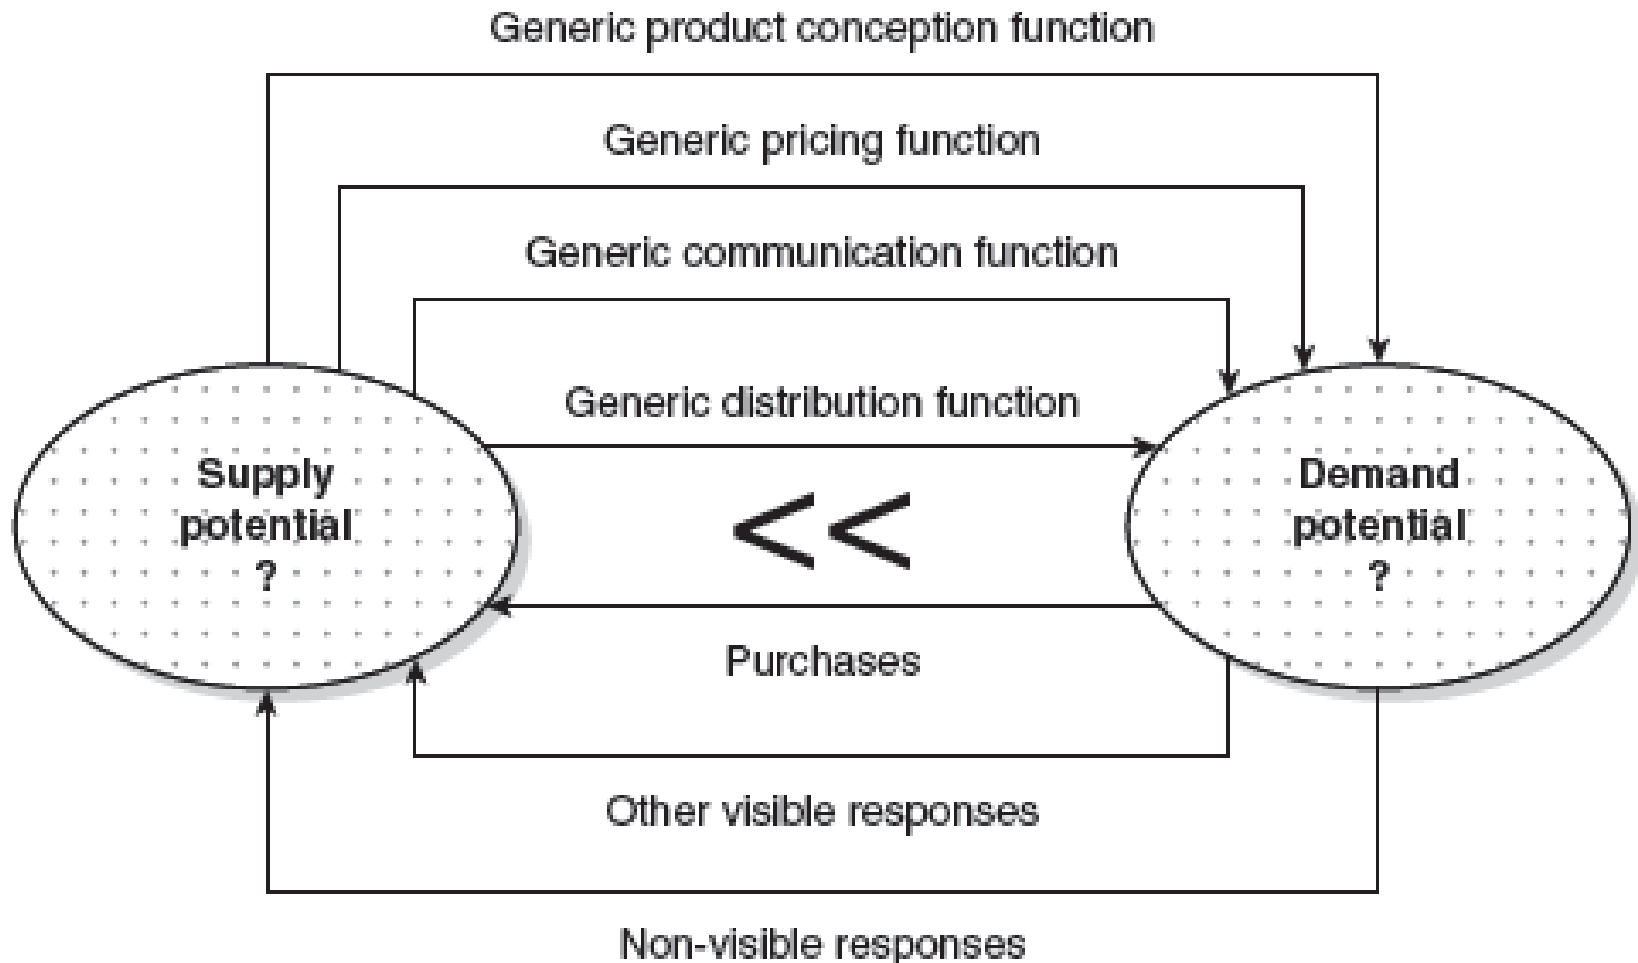 Generic product conception function
Generic pricing function
Generic communication function
Generic distribution function
Supply
potential
?
<<
Demand
potential
?
Purchases
Other visible responses
Non-visible responses